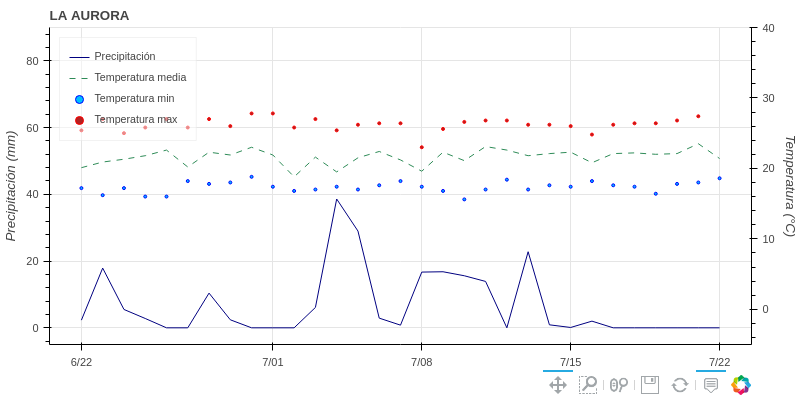 LA AURORA
Precipitación
Temperatura media
Temperatura min
Temperatura max
Precipitación (mm)
80
60
40
20
0
Temperatura (°C)
40
30
20
10
0
6/22
7/01
7/08
7/15
7/22